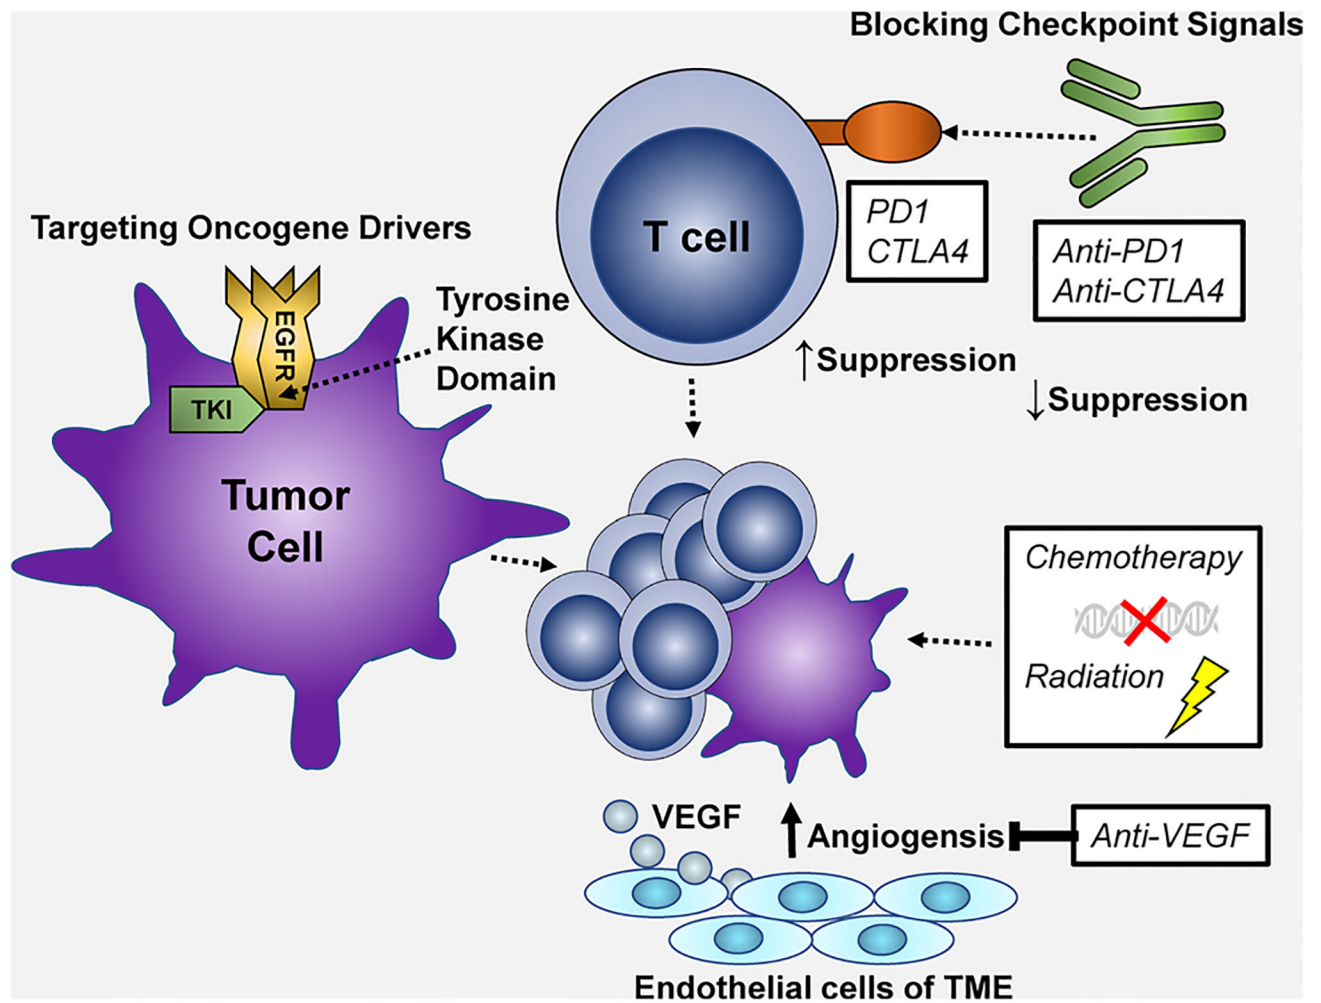 Blocking Checkpoint Signals
T cell
PD1
CTLA4
Anti-PD1
Anti-CTLA4
↑Suppression
↓Suppression
Targeting Oncogene Drivers
EGFR
TKI
Tyrosine
Kinase
Domain
Tumor
Cell
Chemotherapy
Radiation
VEGF
Angiogensis
Anti-VEGF
Endothelial cells of TME